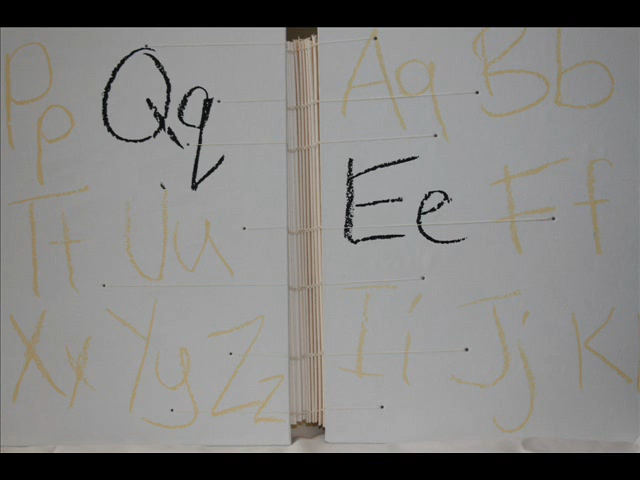 Pp Qq
Tt Uu
Xx Yy Zz
Aa Bb
Ee Ff
Ii Jj K